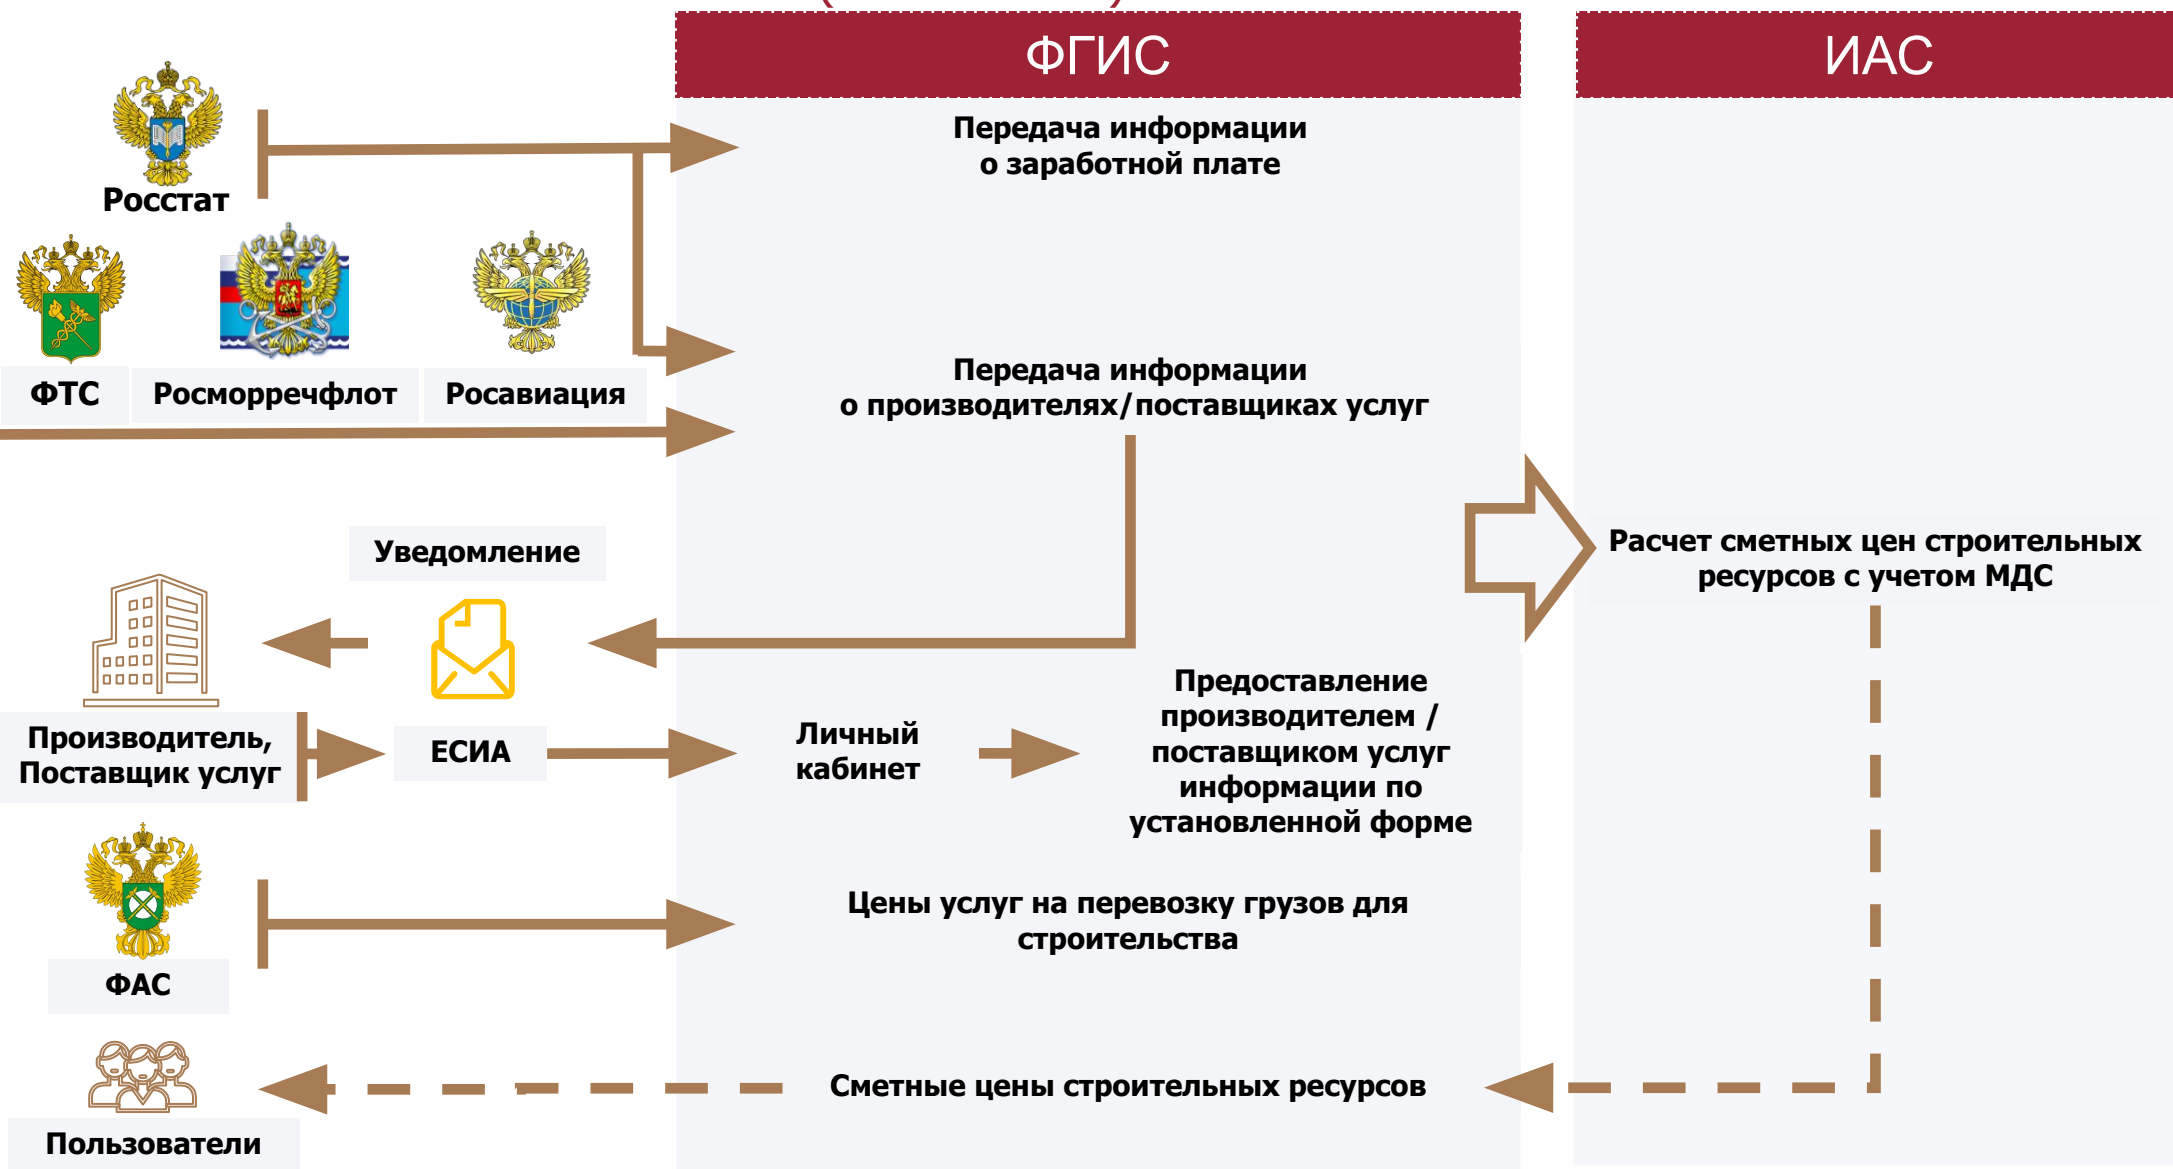 ФГИС
ИАС
Передача информации
о заработной плате
Росстат
ФТС
Росморречфлот
Росавиация
Передача информации
о производителях/поставщиках услуг
Уведомление
Расчет сметных цен строительных
ресурсов с учетом МДС
Производитель,
Поставщик услуг
ЕСИА
Личный
кабинет
Предоставление
производителем /
поставщиком услуг
информации по
установленной форме
ФАС
Цены услуг на перевозку грузов для
строительства
Сметные цены строительных ресурсов
Пользователи